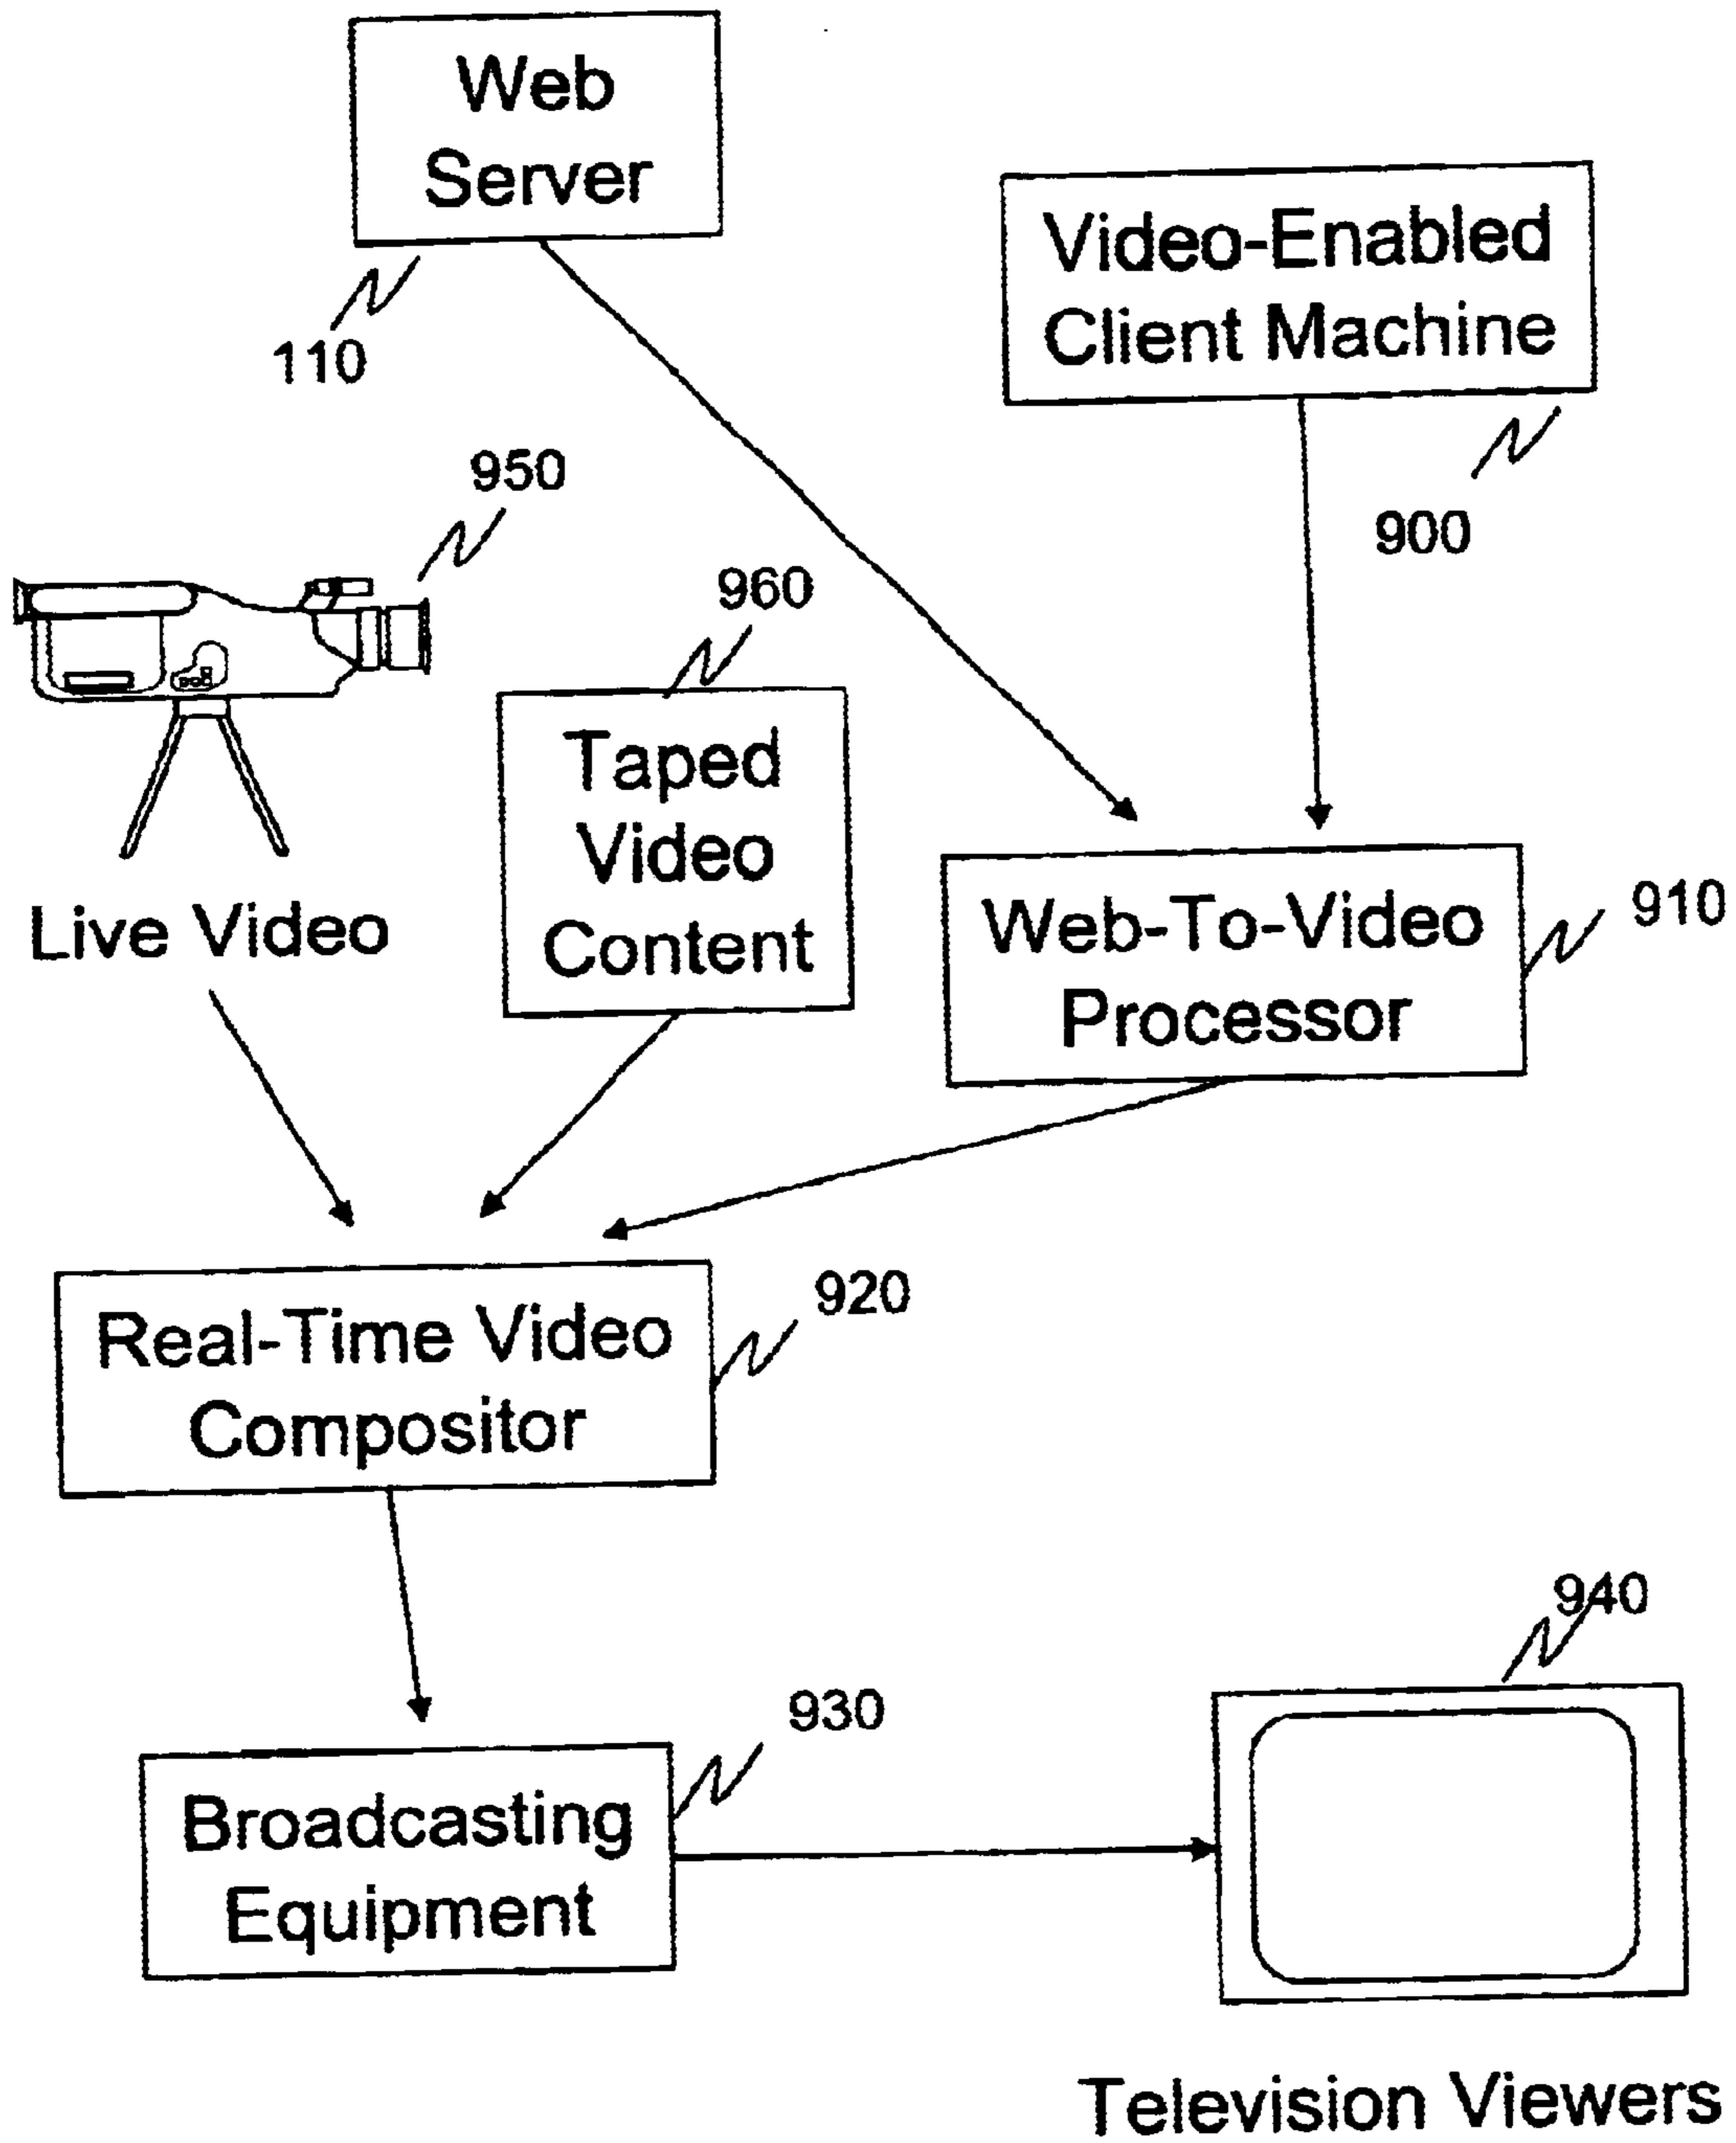 Web
Server
110
Video-Enabled
Client Machine
900
950
Live Video
960
Taped
Video
Content
Web-To-Video
Processor
910
Real-Time Video
Compositor
920
Broadcasting
Equipment
930
940
Television Viewers